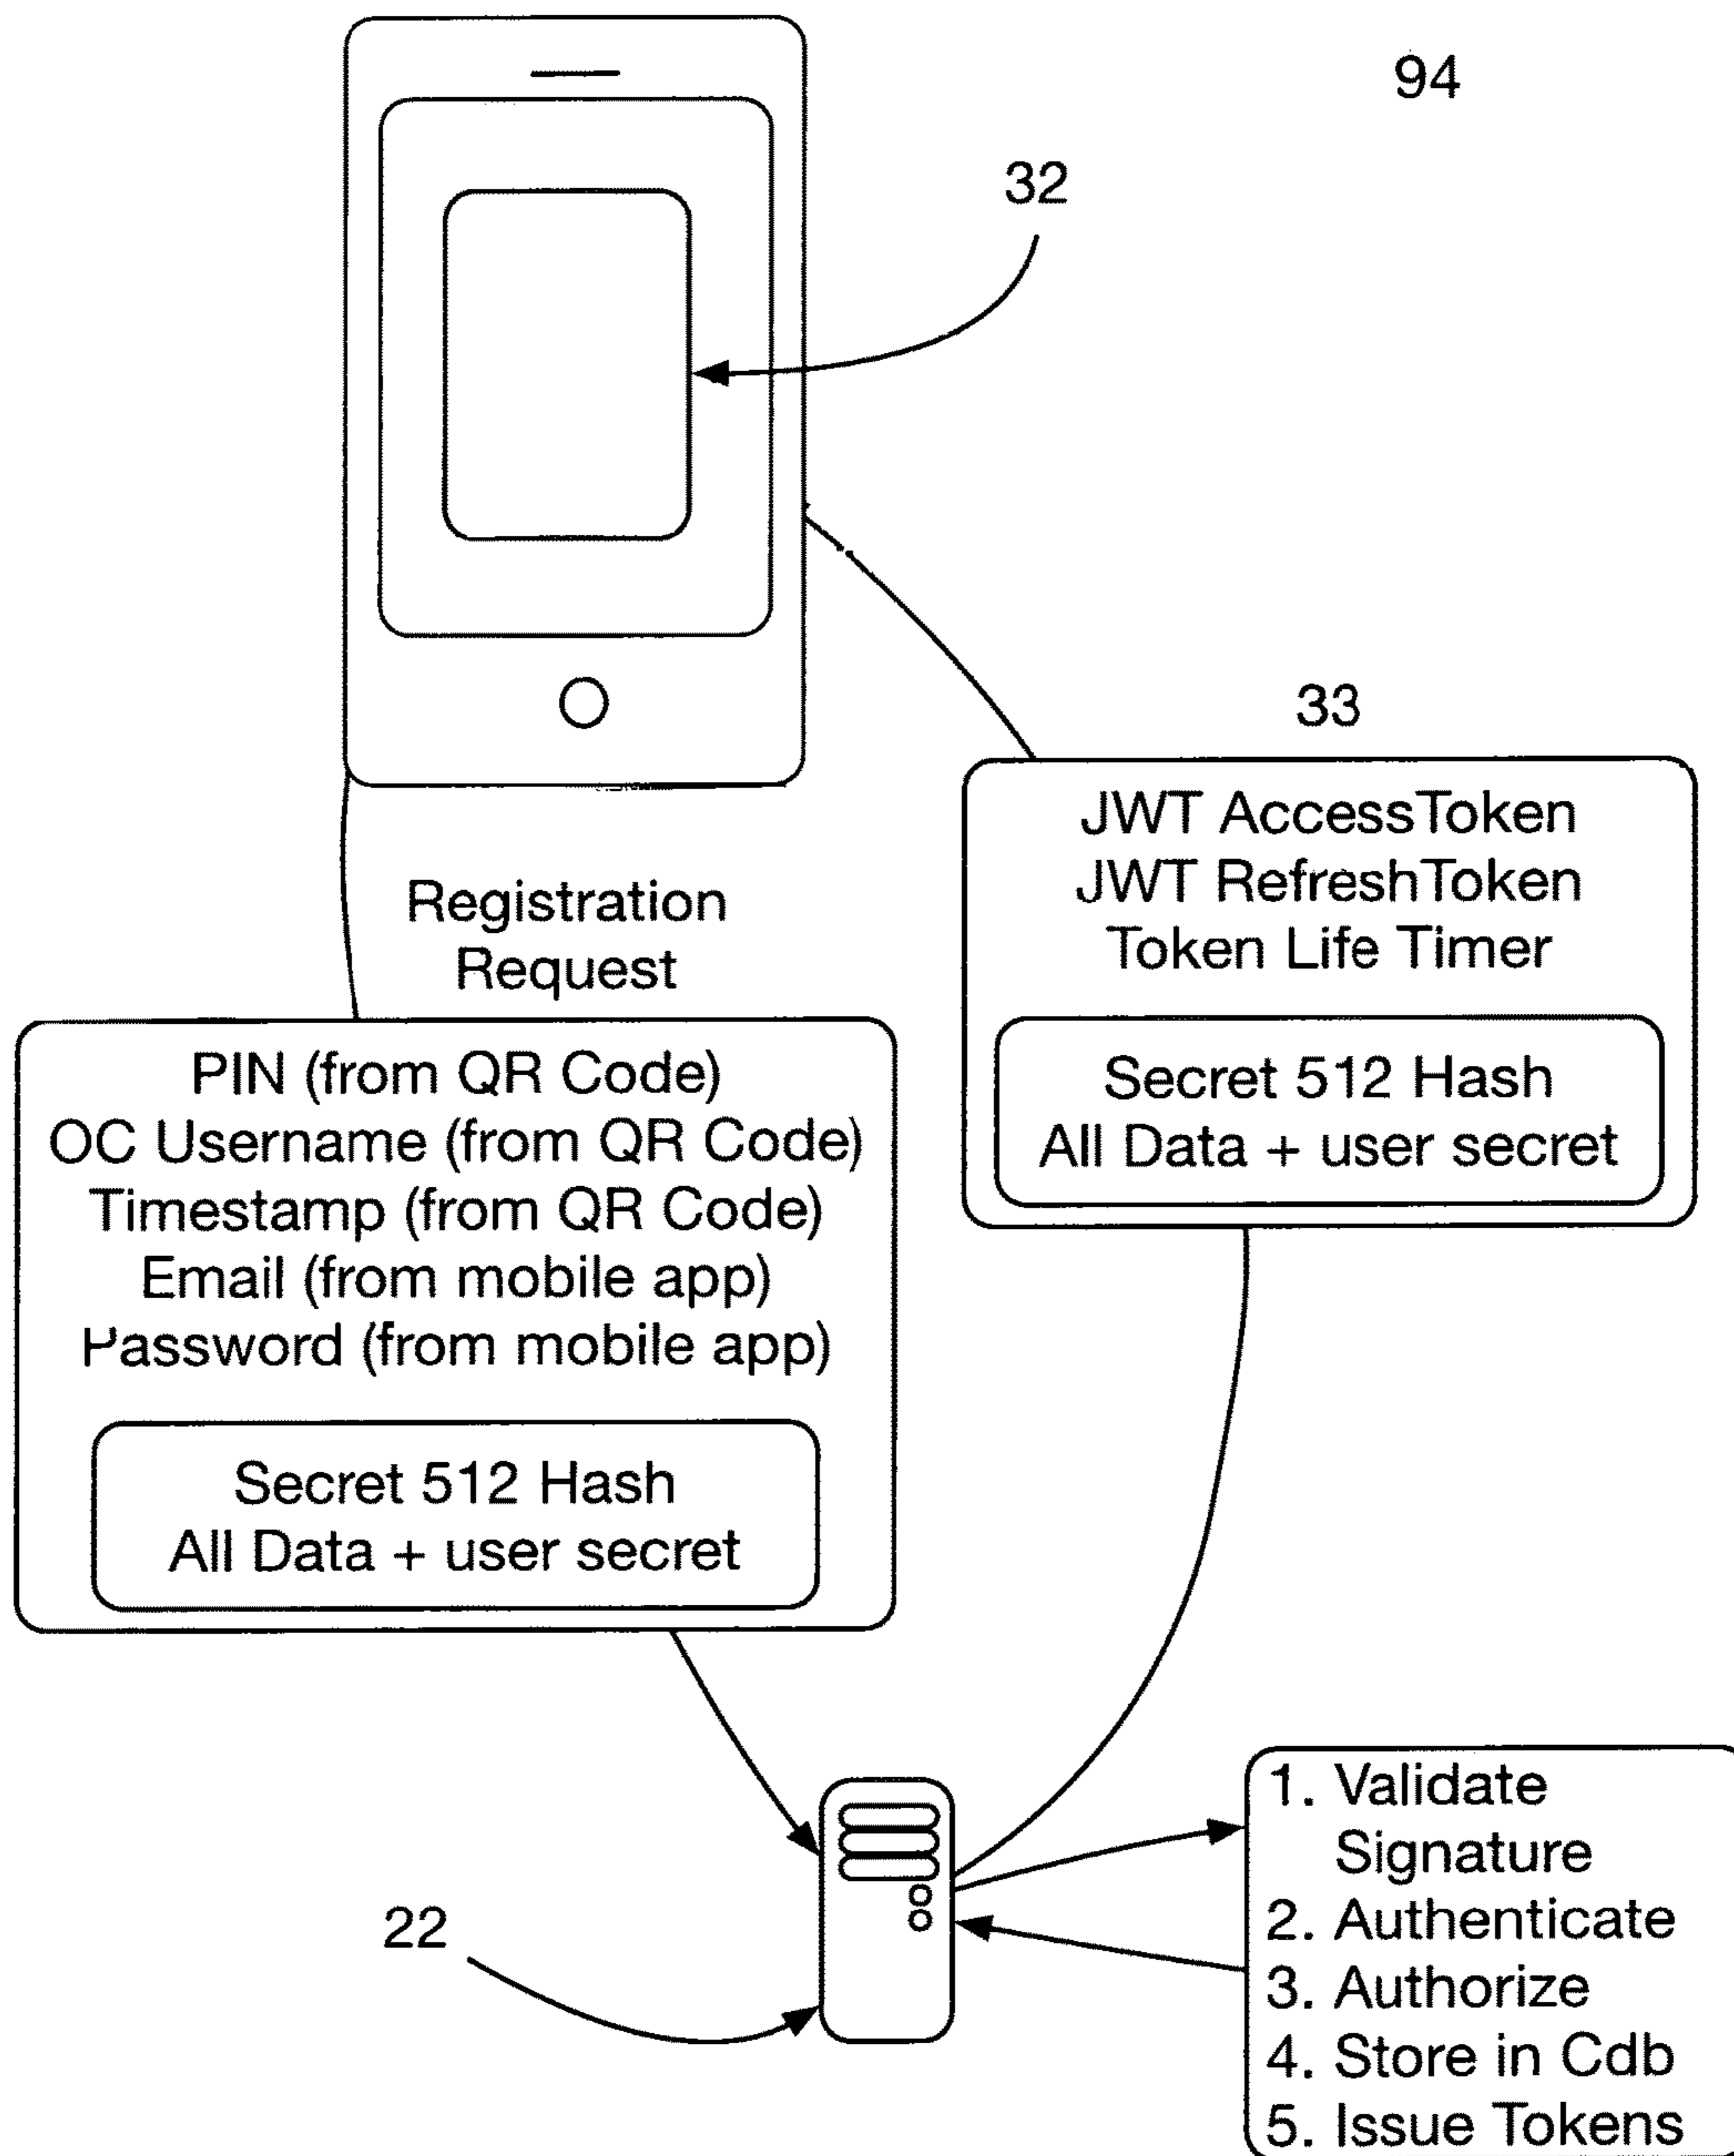 94
32
33
JWT AccessToken
JWT RefreshToken
Token Life Timer
Secret 512 Hash
All Data + user secret
Registration
Request
PIN (from QR Code)
OC Username (from QR Code)
Timestamp (from QR Code)
Email (from mobile app)
Password (from mobile app)
Secret 512 Hash
All Data + user secret
22
1. Validate
Signature
2. Authenticate
3. Authorize
4. Store in Cdb
5. Issue Tokens